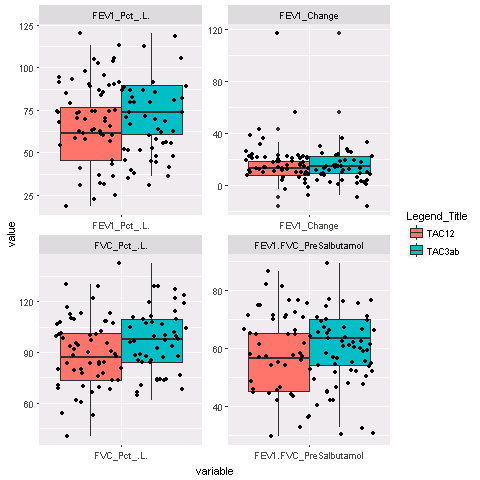 FEV1_Pct_.L.
FEV1_Change
125
100
75
50
25
120
80
40
0
FEV1_Pct_.L.
FEV1_Change
FVC_Pct_.L.
FEV1.FVC_PreSalbutamol
120
90
60
80
60
40
FVC_Pct_.L.
FEV1.FVC_PreSalbutamol
value
variable
Legend_Title
TAC12
TAC3ab